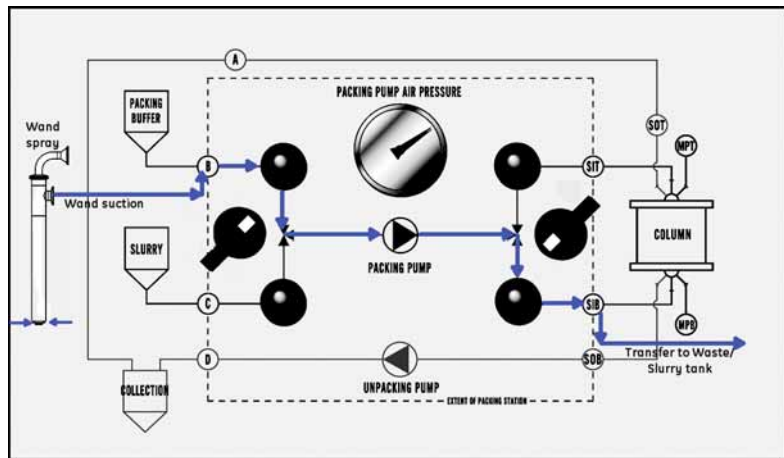 A
PACKING
BUFFER
PACKING PUMP AIR PRESSURE
Wand
spray
SOT
MPT
B
SIT
Wand suction
SLURRY
COLUMN
PACKING PUMP
C
SIB
MPB
Transfer to Waste/
Slurry tank
D
SOB
COLLECTION
UNPACKING PUMP
EXTENT OF PACKING STATION